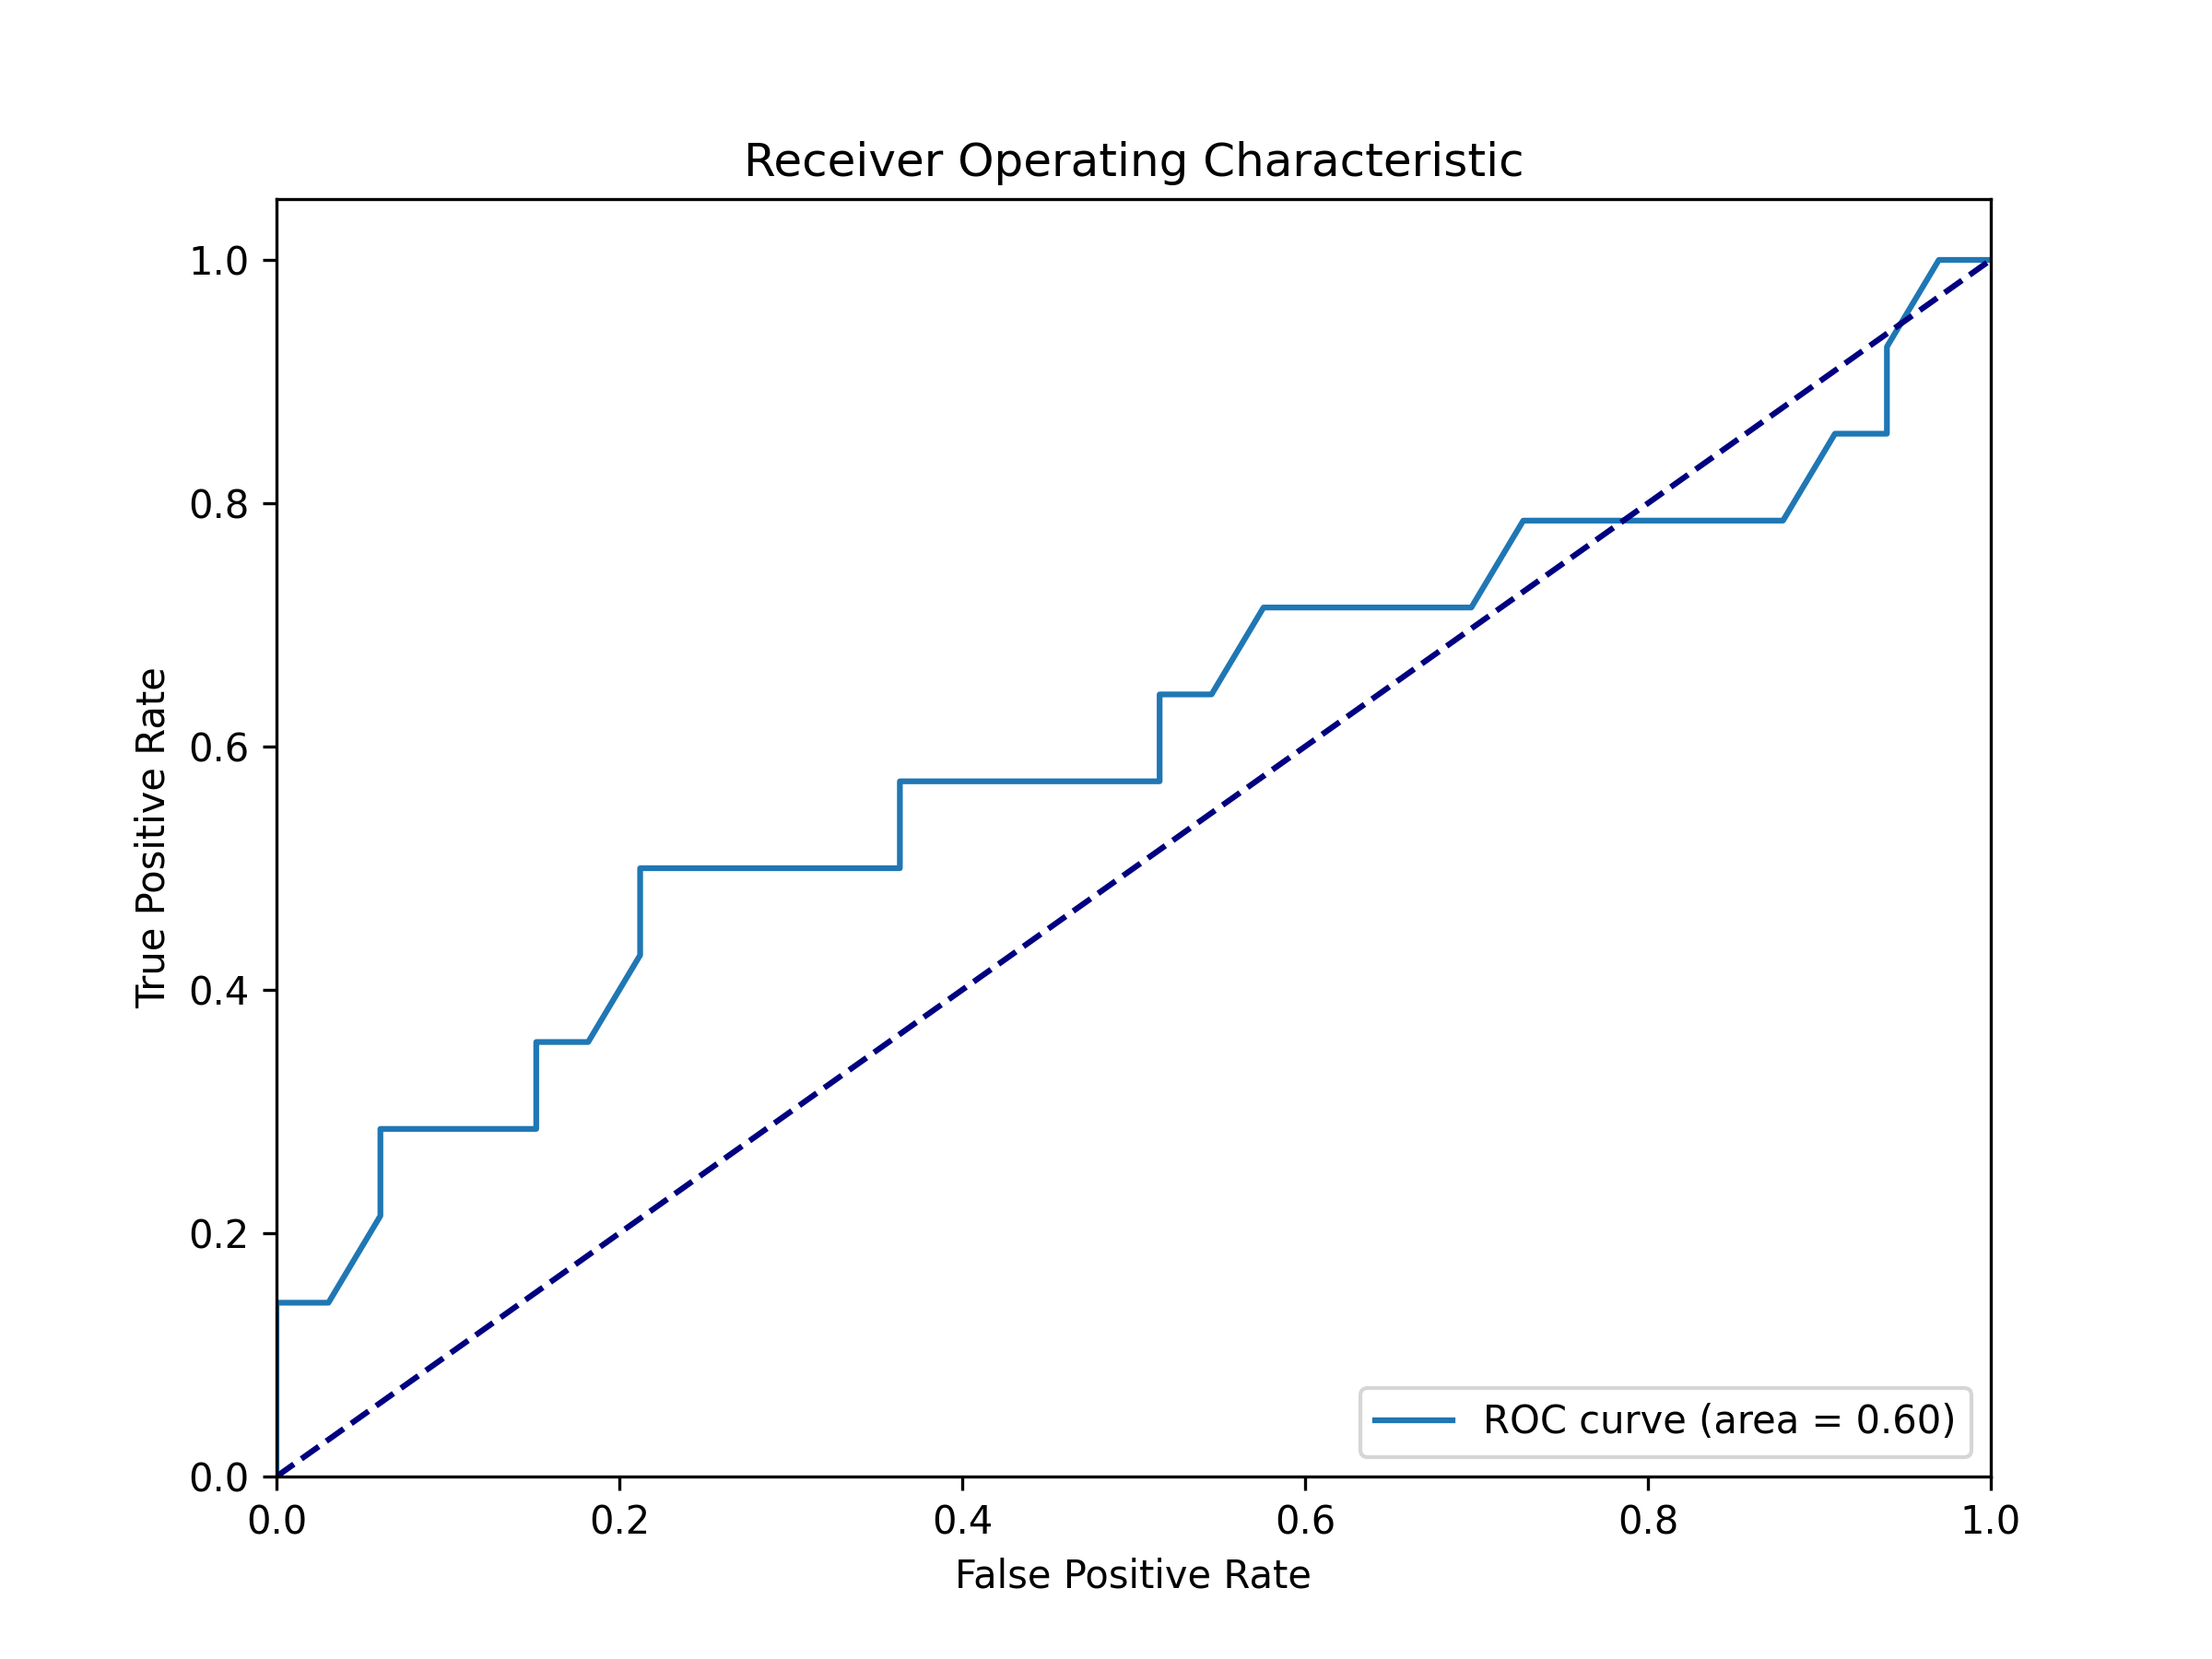 Receiver Operating Characteristic
True Positive Rate
1.0
0.8
0.6
0.4
0.2
0.0
ROC curve (area = 0.60)
0.0 0.2 0.4 0.6 0.8 1.0
False Positive Rate